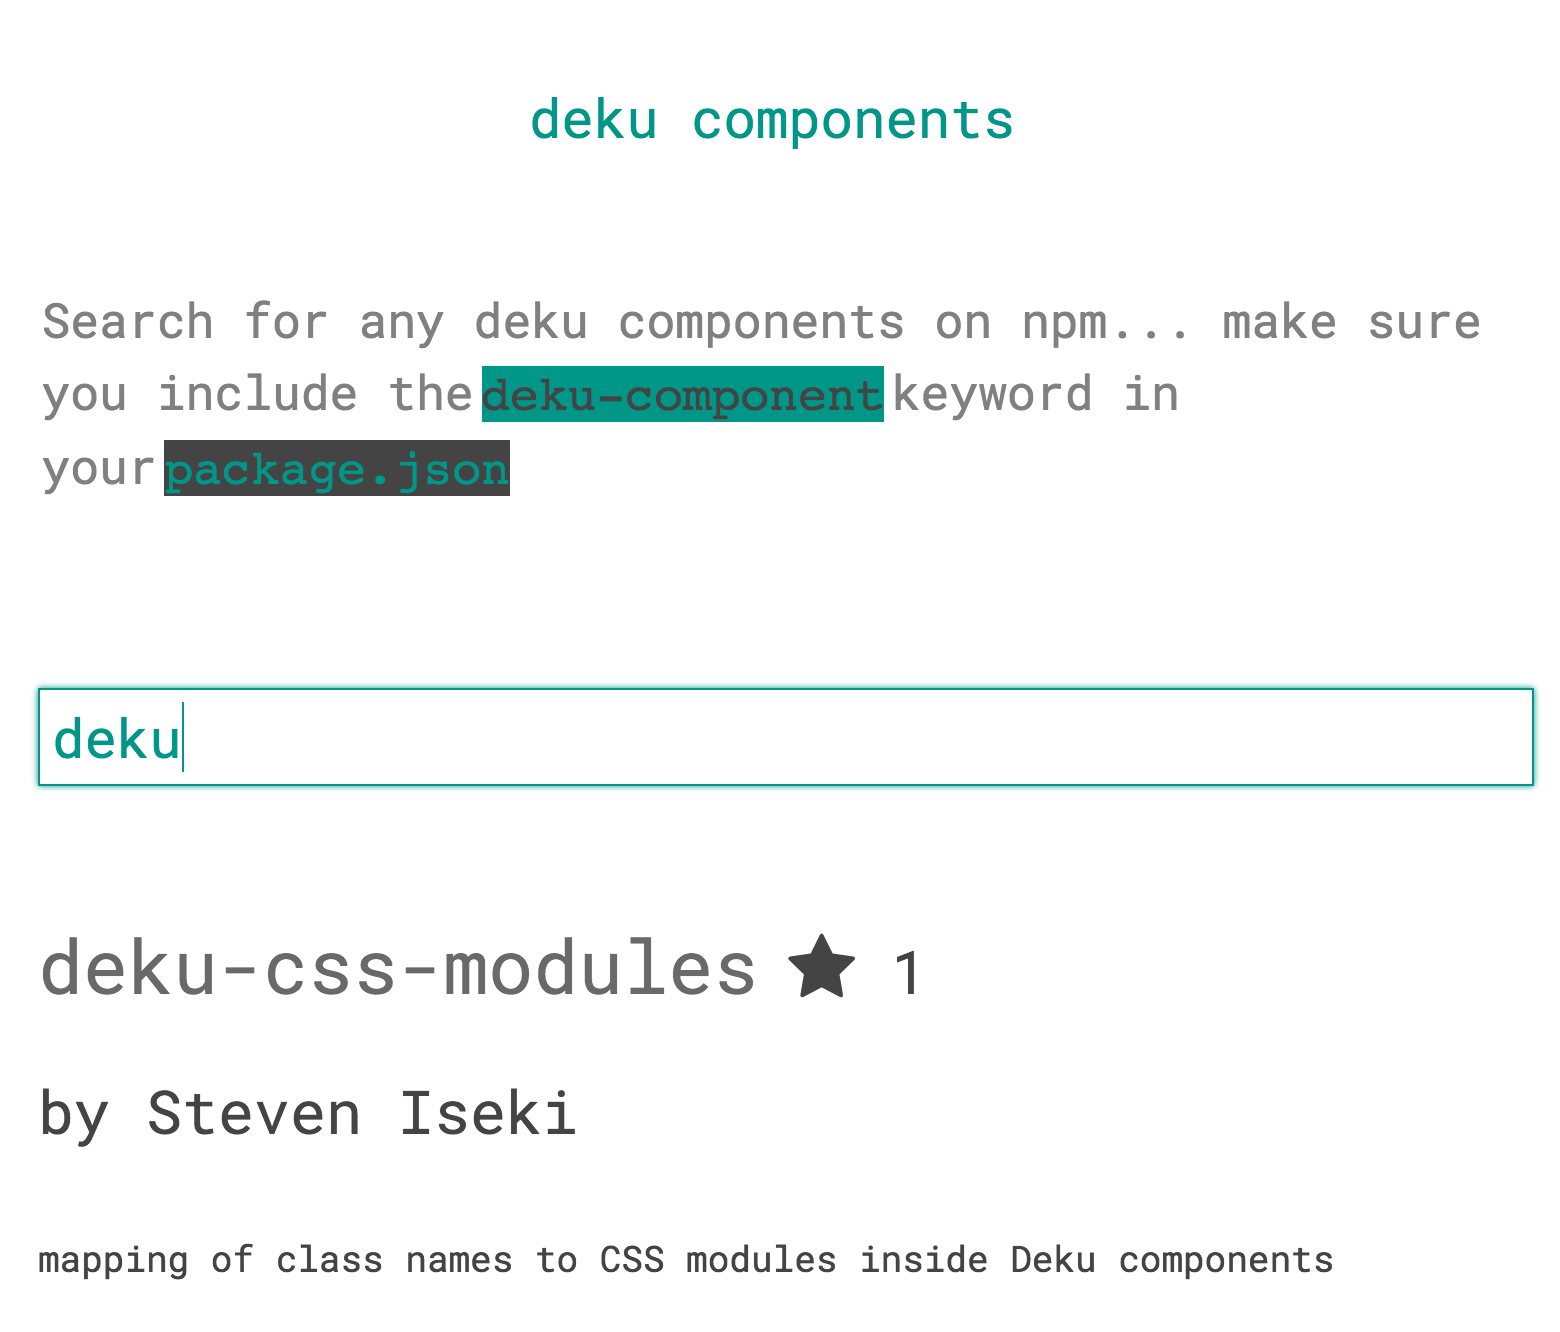 deku components
Search for any deku components on npm... make sure
you include the deku-component keyword in
your package.json
deku
deku-css-modules ★ 1
by Steven Iseki
mapping of class names to CSS modules inside Deku components